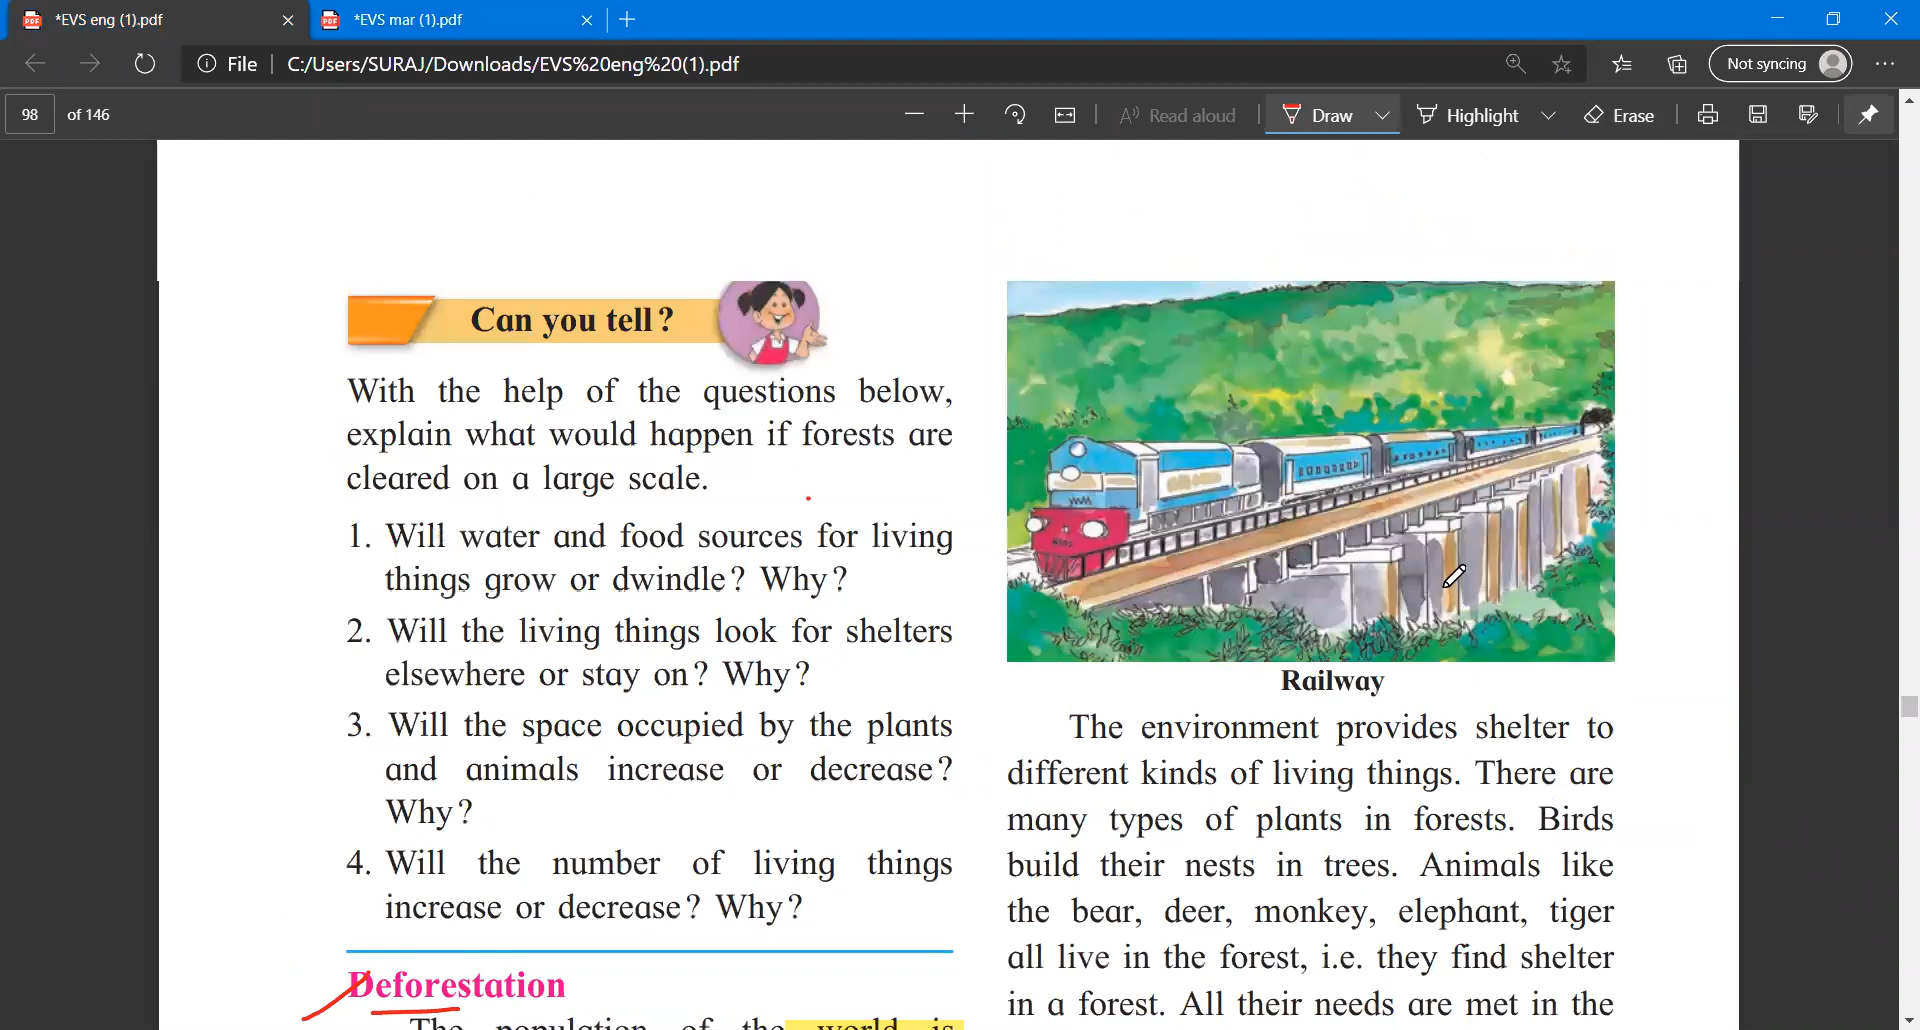 *EVS eng (1).pdf
*EVS mar (1).pdf
File
C:/Users/SURAJ/Downloads/EVS%20eng%20(1).pdf
Not syncing
98
of 146
Read aloud
Draw
Highlight
Erase
Can you tell?
With the help of the questions below,
explain what would happen if forests are
cleared on a large scale.
1. Will water and food sources for living
things grow or dwindle? Why?
2. Will the living things look for shelters
elsewhere or stay on? Why?
3. Will the space occupied by the plants
and animals increase or decrease?
Why?
4. Will the number of living things
increase or decrease? Why?
Deforestation
The population of the world is
Railway
The environment provides shelter to
different kinds of living things. There are
many types of plants in forests. Birds
build their nests in trees. Animals like
the bear, deer, monkey, elephant, tiger
all live in the forest, i.e. they find shelter
in a forest. All their needs are met in the